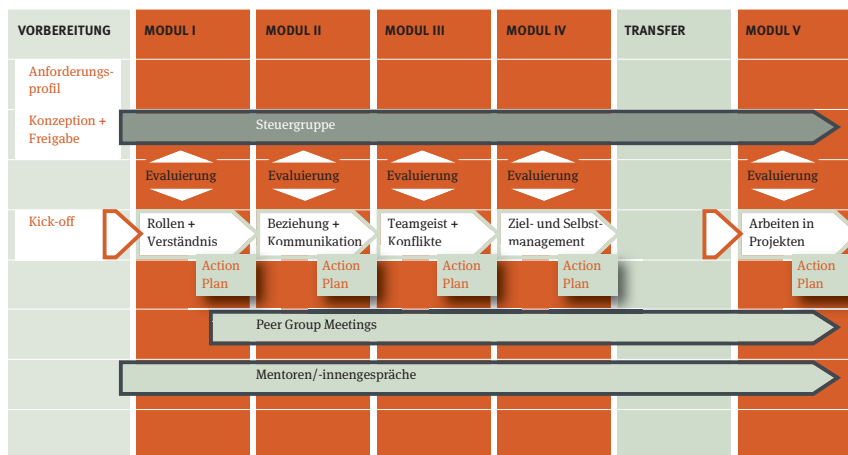 VORBEREITUNG
MODUL I
MODUL II
MODUL III
MODUL IV
TRANSFER
MODUL V
Anforderungs-
profil
Konzeption +
Freigabe
Steuergruppe
Evaluierung
Evaluierung
Evaluierung
Evaluierung
Evaluierung
Kick-off
Rollen +
Verständnis
Beziehung +
Kommunikation
Teamgeist +
Konflikte
Ziel- und Selbst-
management
Arbeiten in
Projekten
Action
Plan
Action
Plan
Action
Plan
Action
Plan
Action
Plan
Peer Group Meetings
Mentoren/-innengespräche